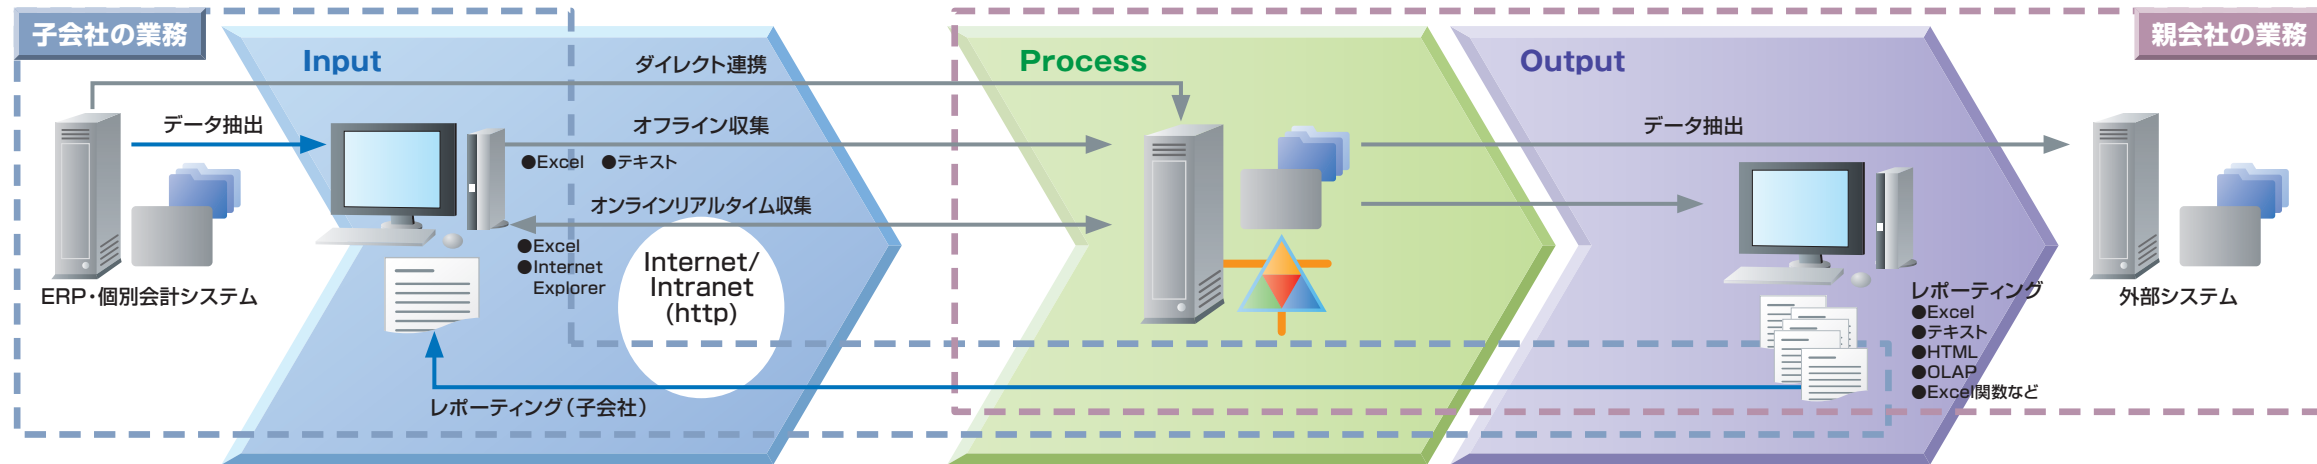 子会社の業務
親会社の業務
Input
Process
Output
ダイレクト連携
データ抽出
オフライン収集
●Excel ●テキスト
オンラインリアルタイム収集
●Excel
●Internet
Explorer
Internet/
Intranet
(http)
ERP・個別会計システム
レポーティング(子会社)
データ抽出
レポーティング
●Excel
●テキスト
●HTML
●OLAP
●Excel関数など
外部システム